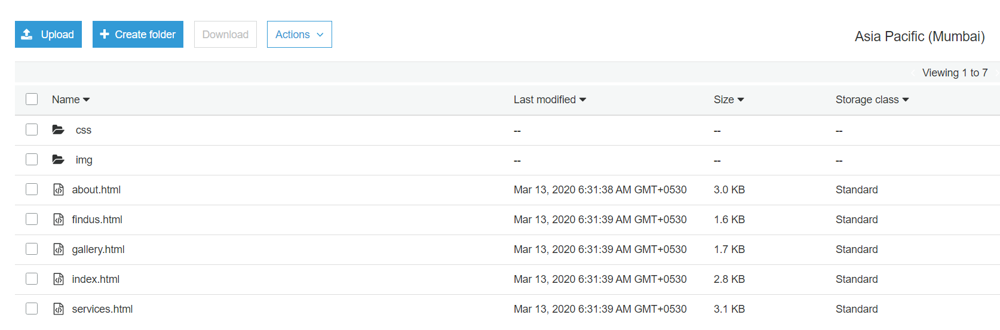 Upload Create folder Download Actions Asia Pacific (Mumbai)
Viewing 1 to 7
Name Last modified Size Storage class
css -- -- --
img -- -- --
about.html Mar 13, 2020 6:31:38 AM GMT+0530 3.0 KB Standard
findus.html Mar 13, 2020 6:31:39 AM GMT+0530 1.6 KB Standard
gallery.html Mar 13, 2020 6:31:39 AM GMT+0530 1.7 KB Standard
index.html Mar 13, 2020 6:31:39 AM GMT+0530 2.8 KB Standard
services.html Mar 13, 2020 6:31:39 AM GMT+0530 3.1 KB Standard